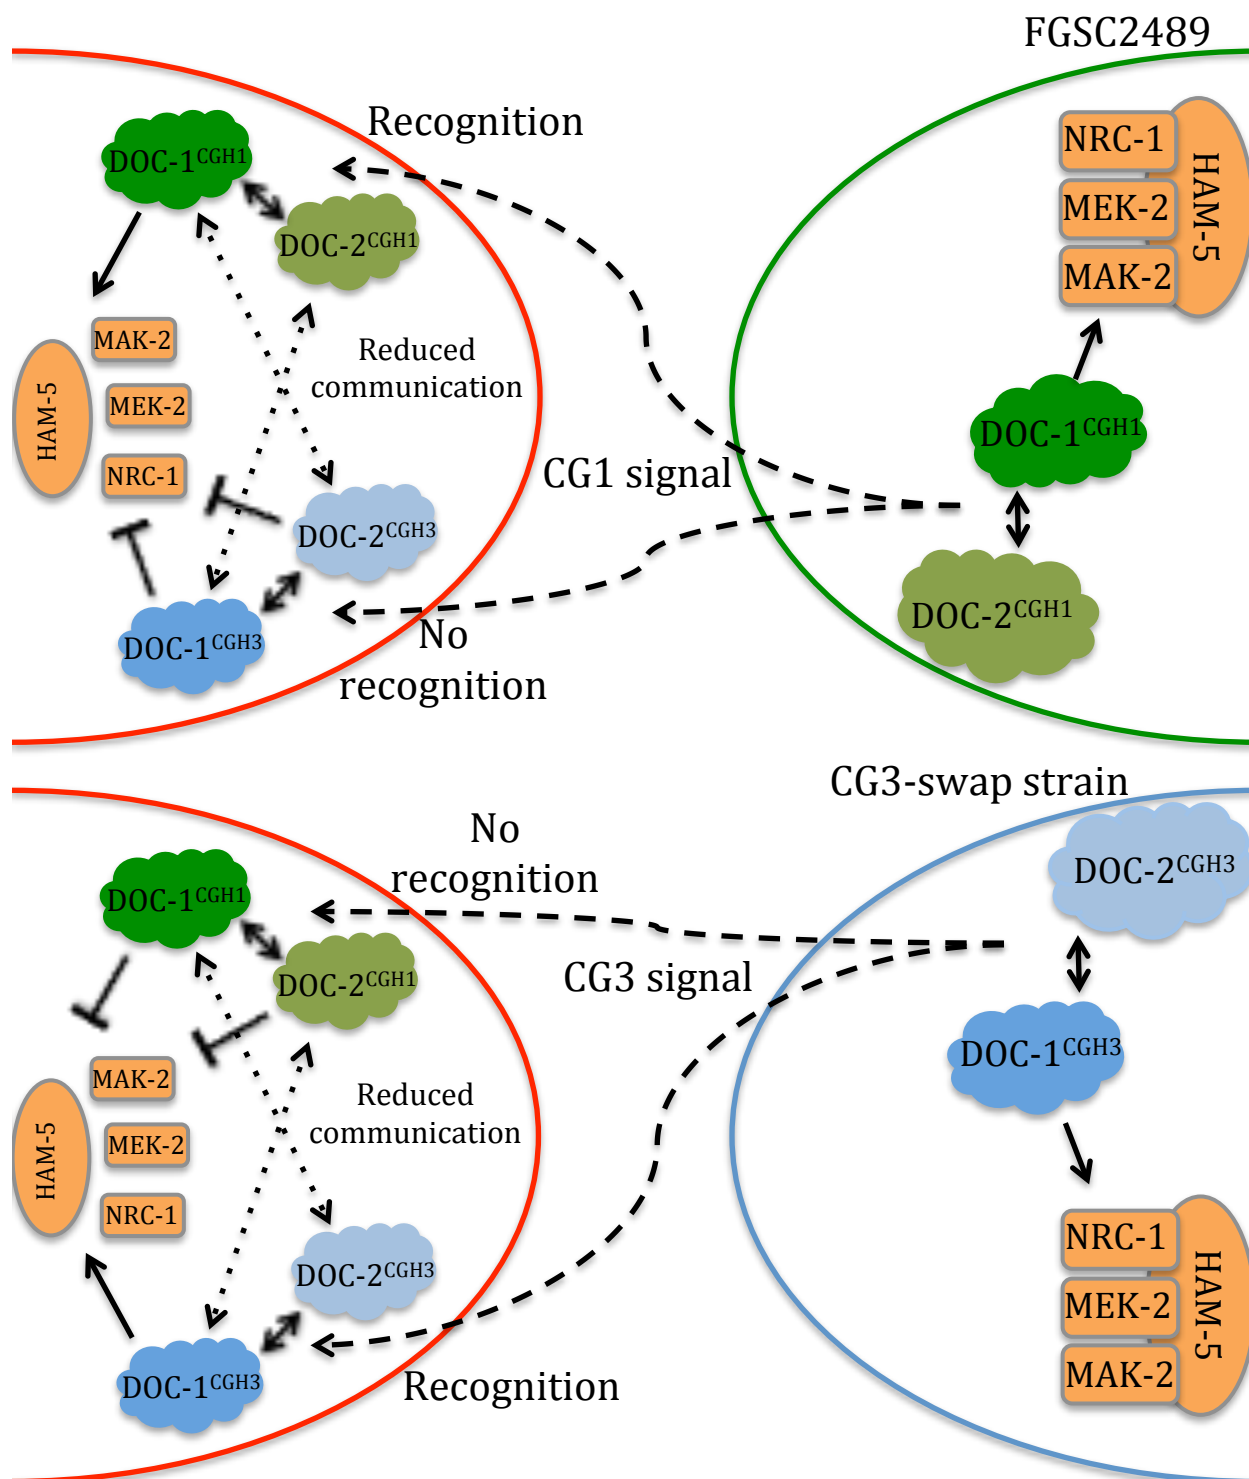 FGSC2489
Recognition
DOC-1CGH1
DOC-2CGH1
NRC-1
MEK-2
MAK-2
HAM-5
MAK-2
MEK-2
NRC-1
HAM-5
Reduced
communication
DOC-1CGH1
CG1 signal
DOC-2CGH3
DOC-2CGH1
DOC-1CGH3
No
recognition
CG3-swap strain
No
recognition
DOC-1CGH1
DOC-2CGH1
DOC-2CGH3
CG3 signal
DOC-1CGH3
MAK-2
MEK-2
NRC-1
HAM-5
Reduced
communication
DOC-2CGH3
DOC-1CGH3
Recognition
NRC-1
MEK-2
MAK-2
HAM-5